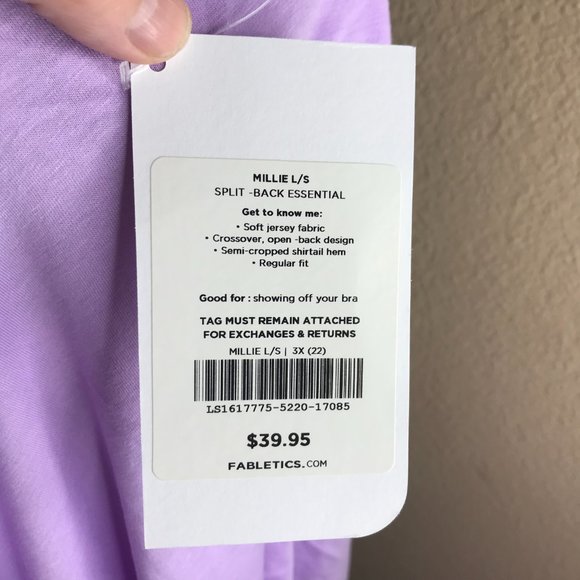 MILLIE L/S
SPLIT -BACK ESSENTIAL
Get to know me:
• Soft jersey fabric
• Crossover, open -back design
• Semi-cropped shirtail hem
• Regular fit
Good for : showing off your bra
TAG MUST REMAIN ATTACHED
FOR EXCHANGES & RETURNS
MILLIE L/S | 3X (22)
LS1617775-5220-17085
$39.95
FABLETICS.COM